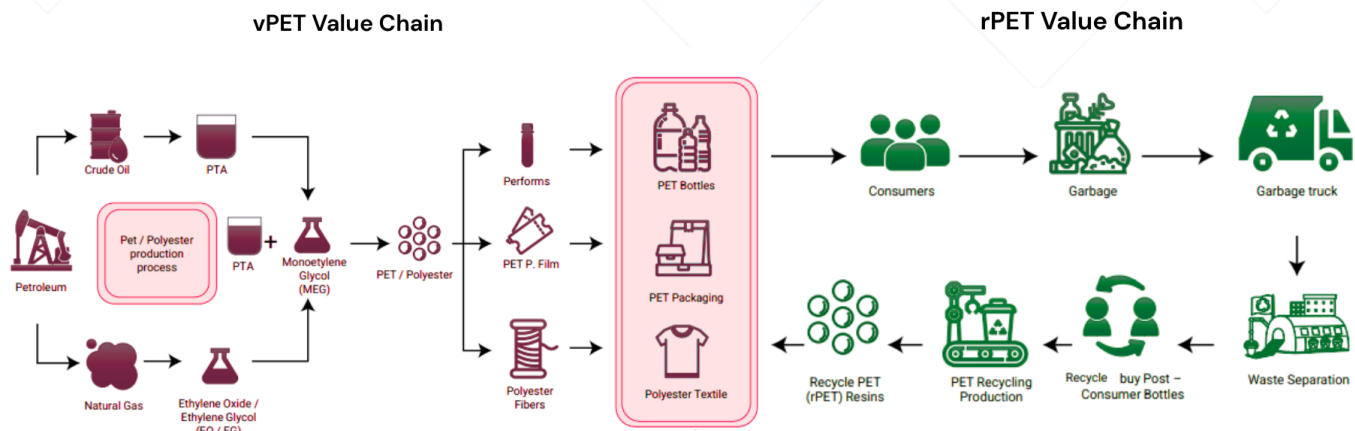 vPET Value Chain
rPET Value Chain
Crude Oil
PTA
Petroleum
Pet / Polyester
production
process
PTA
+
Monoetylene
Glycol
(MEG)
Natural Gas
Ethylene Oxide /
Ethylene Glycol
(EO / EG)
PET / Polyester
Performs
PET P. Film
Polyester
Fibers
PET Bottles
PET Packaging
Polyester Textile
Consumers
Garbage
Garbage truck
Waste Separation
Recycle buy Post –
Consumer Bottles
PET Recycling
Production
Recycle PET
(rPET) Resins